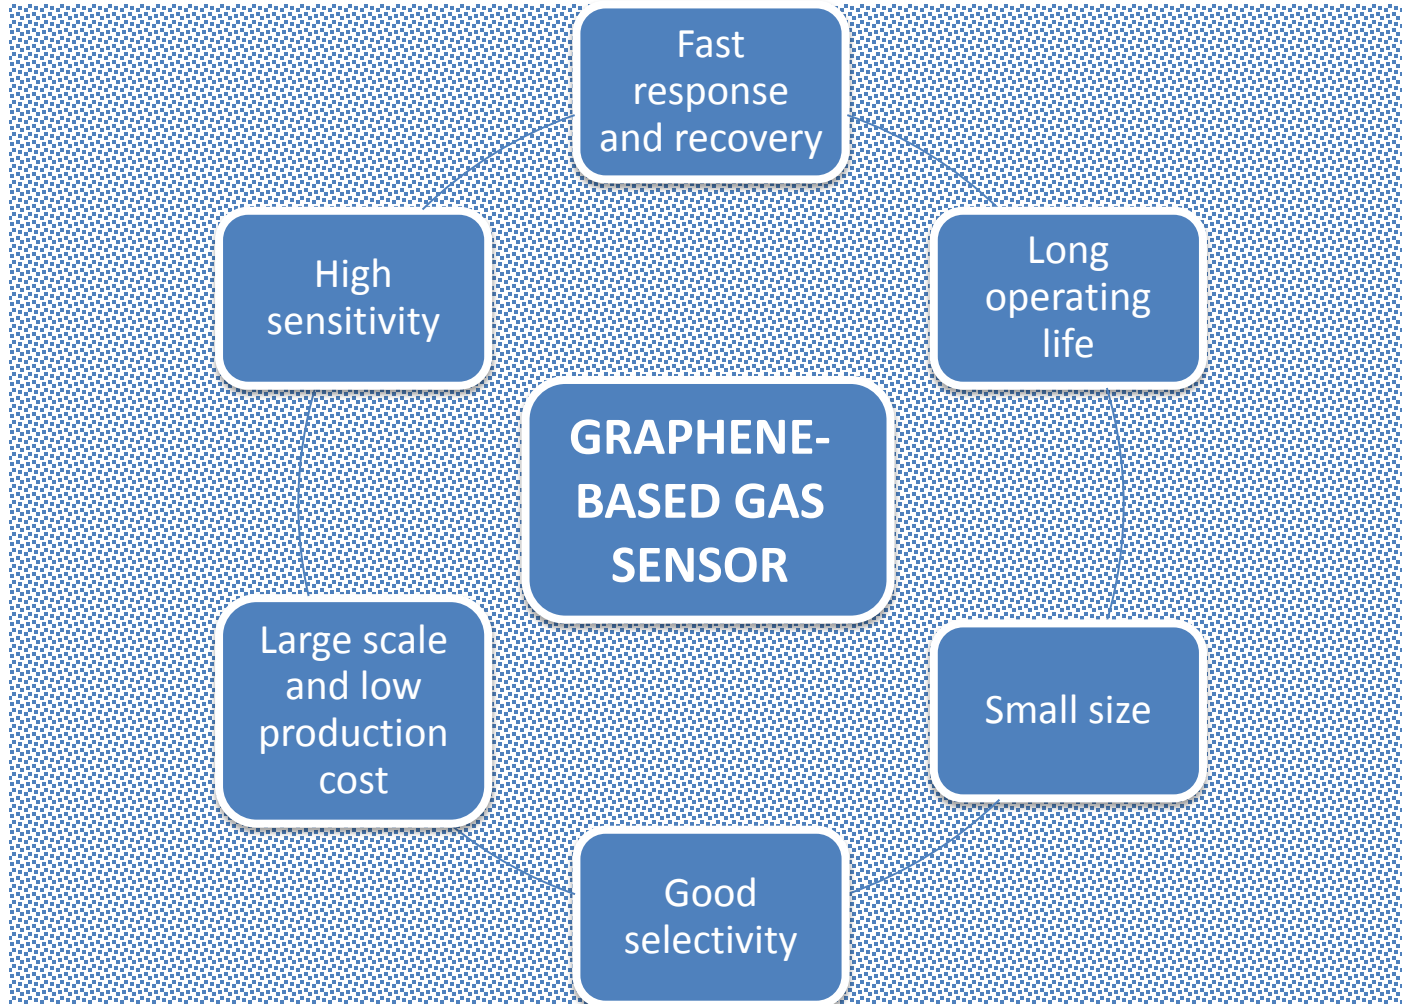 Fast
response
and recovery
High
sensitivity
Long
operating
life
GRAPHENE-
BASED GAS
SENSOR
Large scale
and low
production
cost
Small size
Good
selectivity